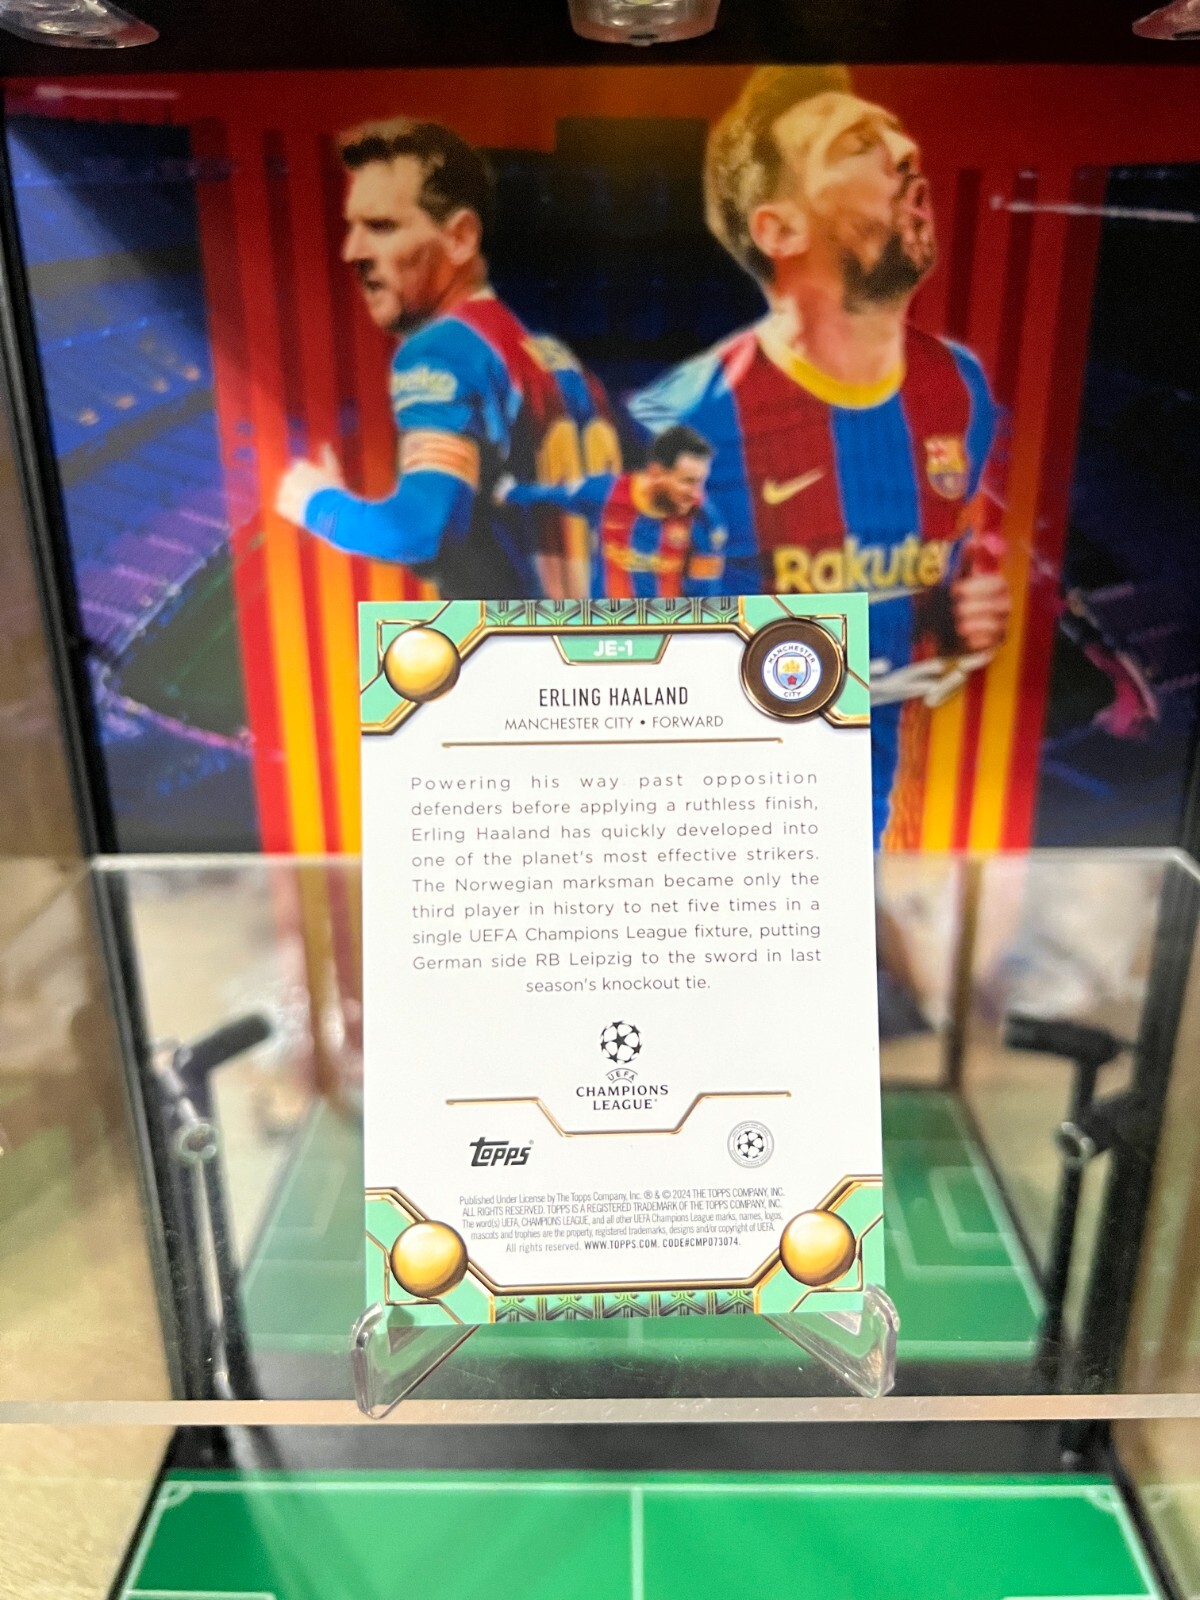 beko
Rakuten
JE-1
MANCHESTER
CITY
ERLING HAALAND
MANCHESTER CITY • FORWARD
Powering his way past opposition
defenders before applying a ruthless finish,
Erling Haaland has quickly developed into
one of the planet's most effective strikers.
The Norwegian marksman became only the
third player in history to net five times in a
single UEFA Champions League fixture, putting
German side RB Leipzig to the sword in last
season's knockout tie.
UEFA
CHAMPIONS
LEAGUE®
Topps®
Published Under License by The Topps Company, Inc. ® & © 2024 THE TOPPS COMPANY, INC.
ALL RIGHTS RESERVED. TOPPS IS A REGISTERED TRADEMARK OF THE TOPPS COMPANY, INC.
The word(s) UEFA, CHAMPIONS LEAGUE, and all other UEFA Champions League marks, names, logos,
mascots and trophies are the property, registered trademarks, designs and/or copyright of UEFA.
All rights reserved. WWW.TOPPS.COM. CODE#CMP073074.